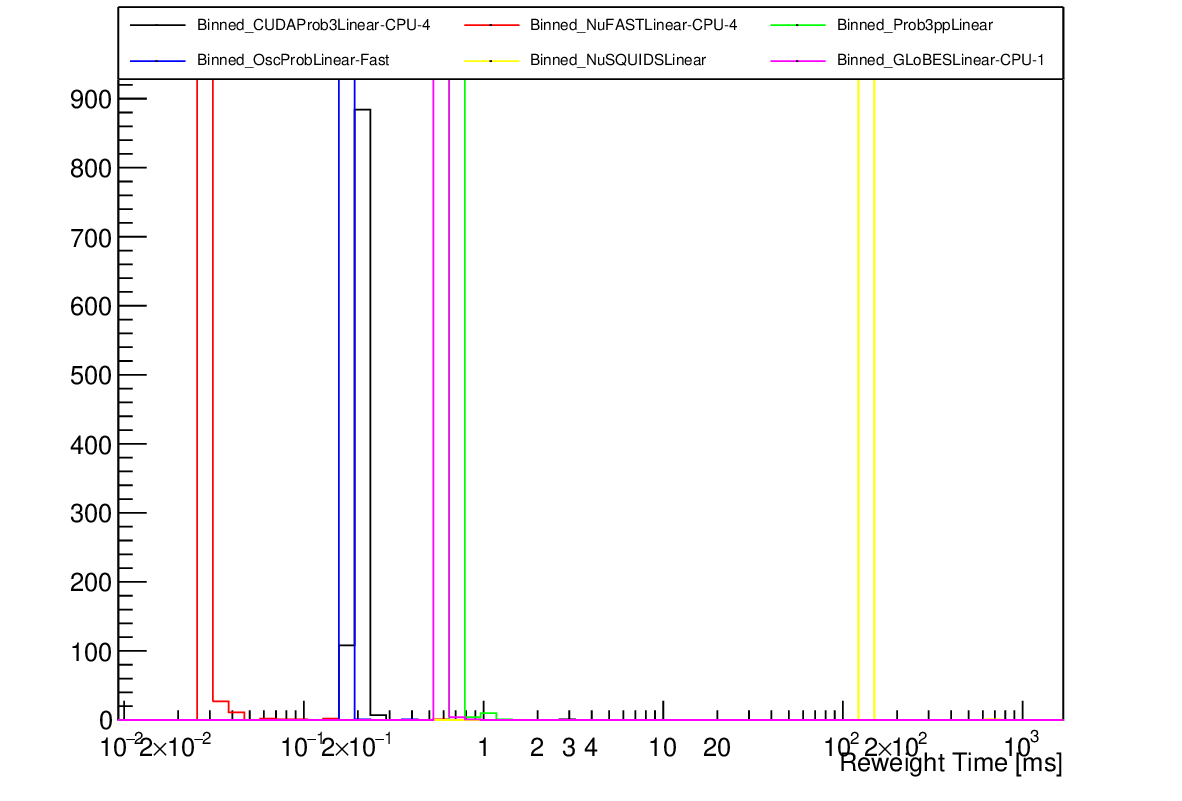 Binned_CUDAProb3Linear-CPU-4 Binned_NuFASTLinear-CPU-4 Binned_Prob3ppLinear
Binned_OscProbLinear-Fast Binned_NuSQUIDSLinear Binned_GLoBESLinear-CPU-1
900
800
700
600
500
400
300
200
100
0
10⁻² 2×10⁻² 10⁻¹ 2×10⁻¹ 1 2 3 4 10 20 10² 2×10² 10³
Reweight Time [ms]